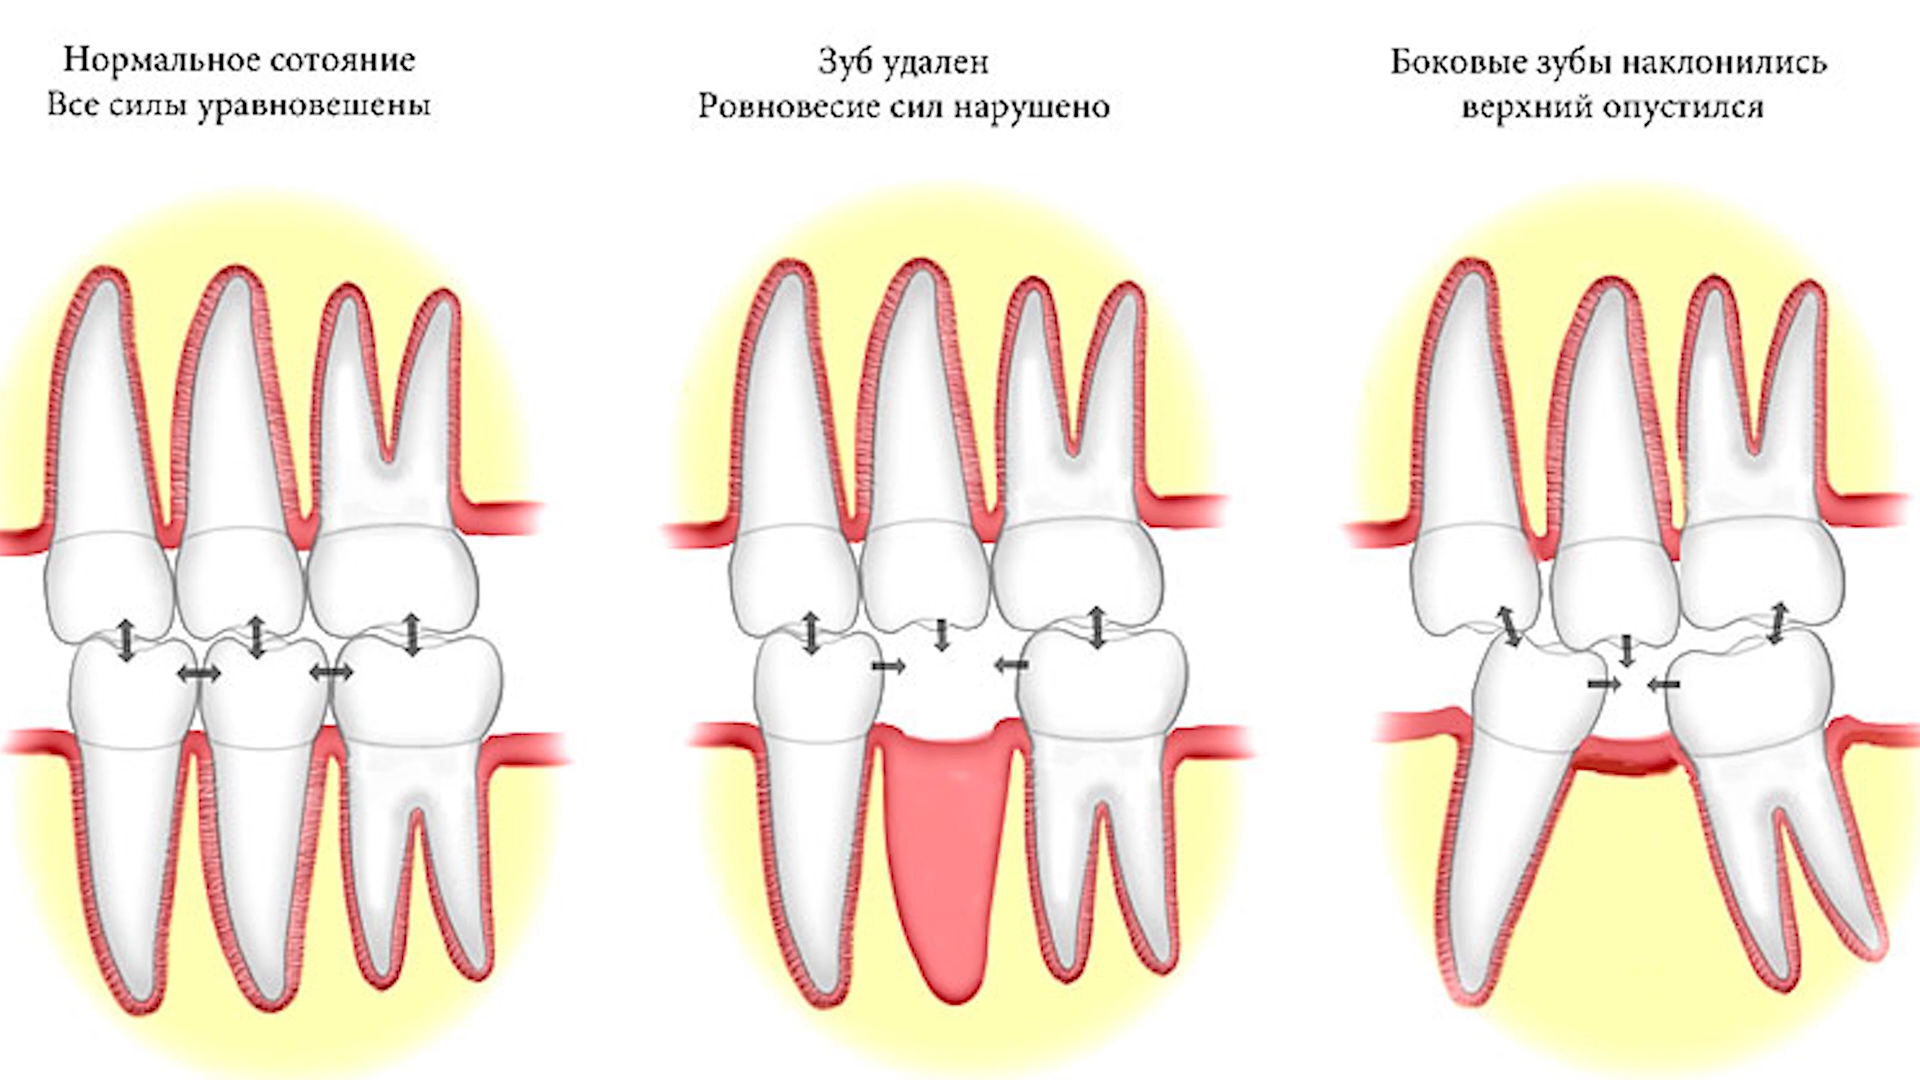 Нормальное сотояние
Все силы уравновешены
Зуб удален
Ровновесие сил нарушено
Боковые зубы наклонились
верхний опустился